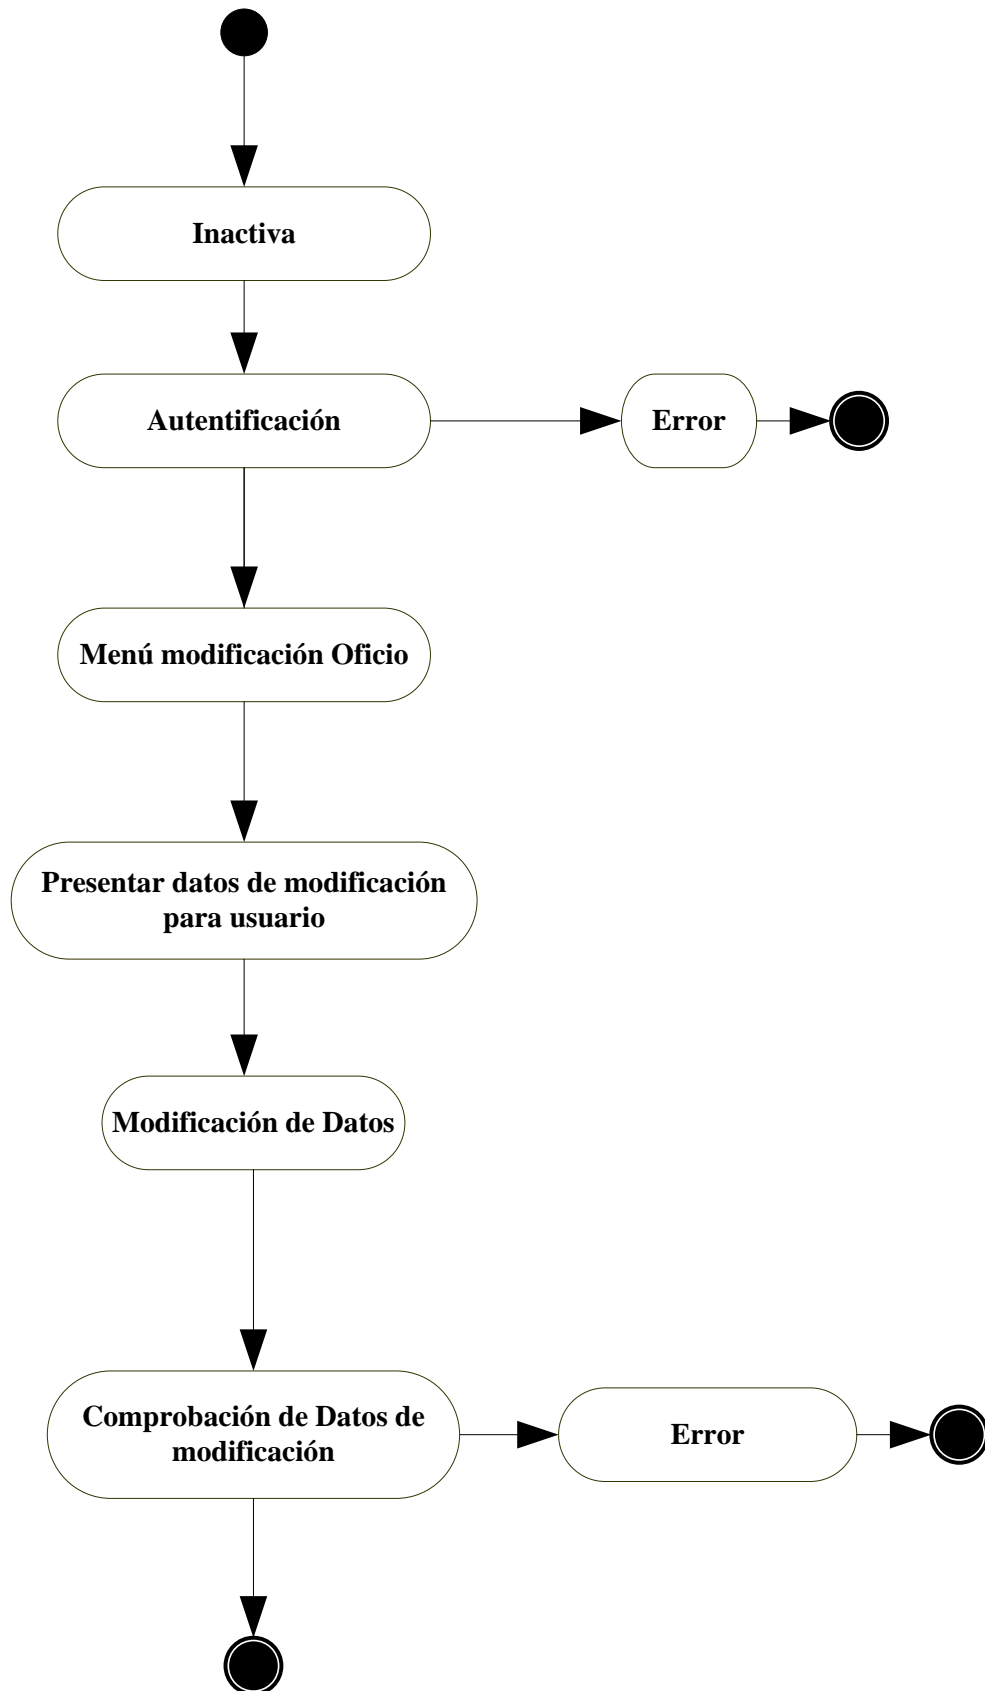 Inactiva
Autentificación
Error
Menú modificación Oficio
Presentar datos de modificación
para usuario
Modificación de Datos
Comprobación de Datos de
modificación
Error